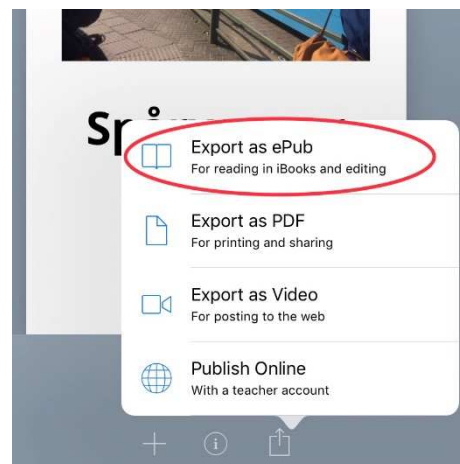 Export as ePub
For reading in iBooks and editing
Export as PDF
For printing and sharing
Export as Video
For posting to the web
Publish Online
With a teacher account